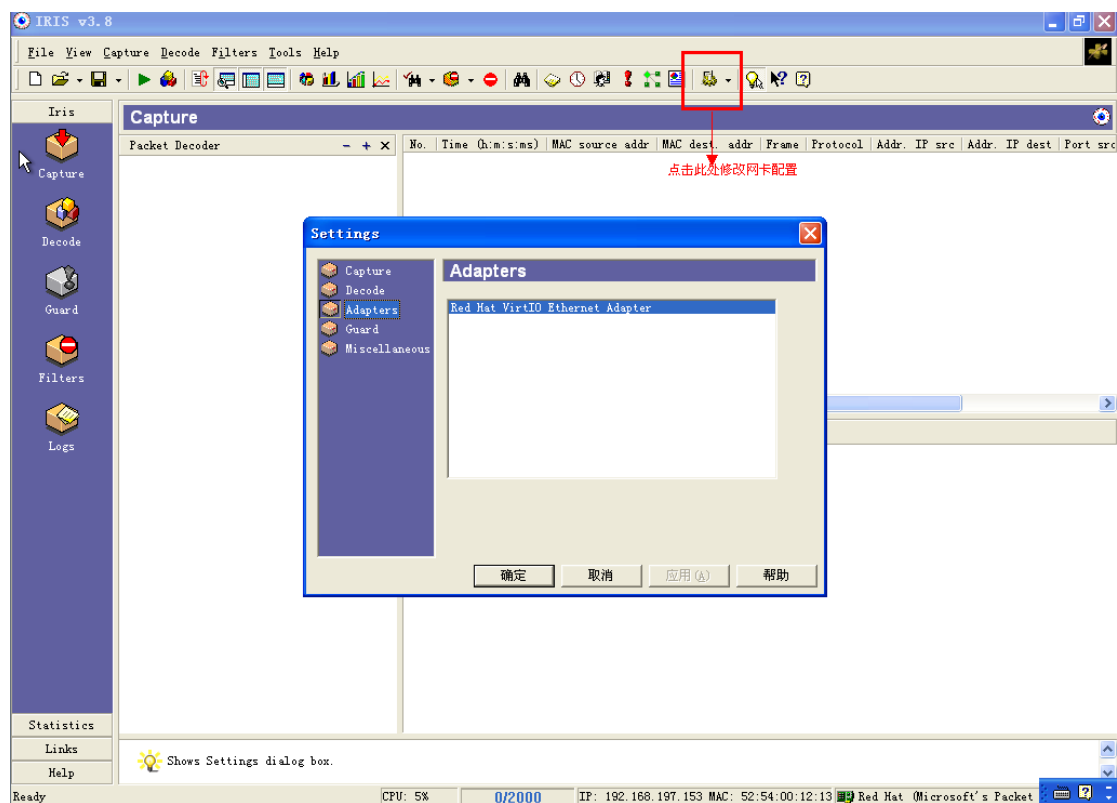 IRIS v3.8
File View Capture Decode Filters Tools Help
Iris
Capture
Decode
Guard
Filters
Logs
Statistics
Links
Help
Capture
Packet Decoder
No. Time (h:m:s:ms) MAC source addr MAC dest. addr Frame Protocol Addr. IP src Addr. IP dest Port src
点击此处修改网卡配置
Settings
Capture
Decode
Adapters
Guard
Miscellaneous
Adapters
Red Hat VirtIO Ethernet Adapter
确定 取消 应用(A) 帮助
Shows Settings dialog box.
Ready CPU: 5% 0/2000 IP: 192.168.197.153 MAC: 52:54:00:12:13 Red Hat (Microsoft's Packet